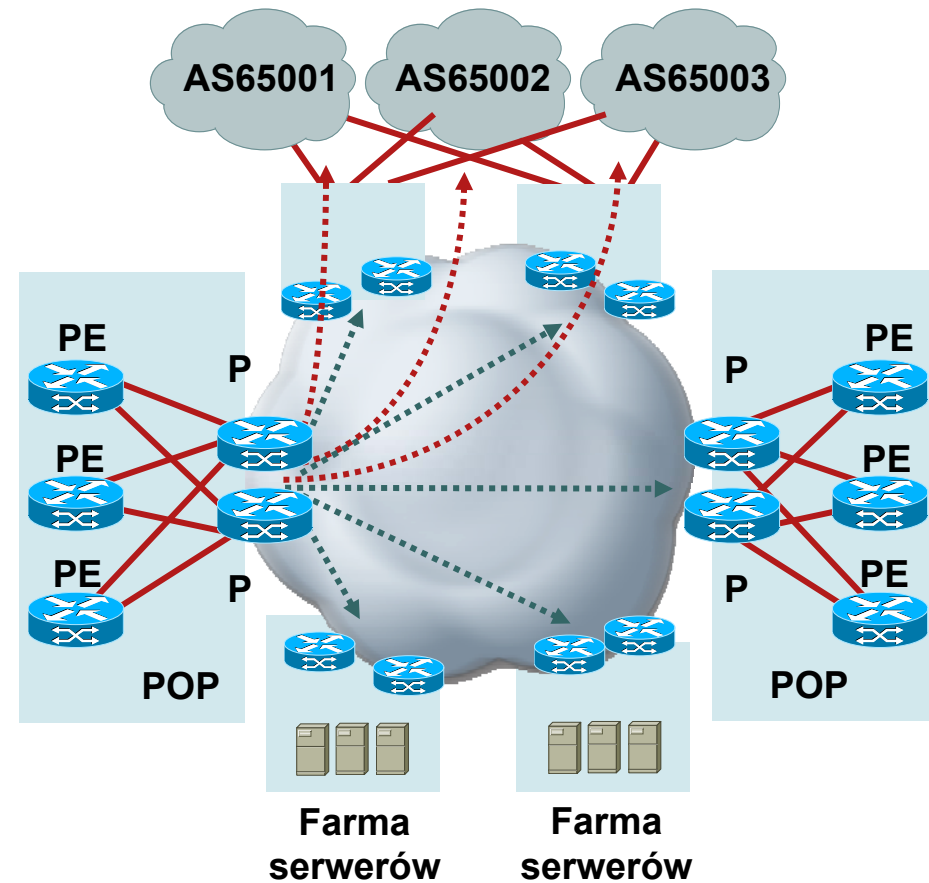 AS65001
AS65002
AS65003
PE
P
P
PE
PE
PE
PE
P
P
PE
POP
POP
Farma
serwerów
Farma
serwerów